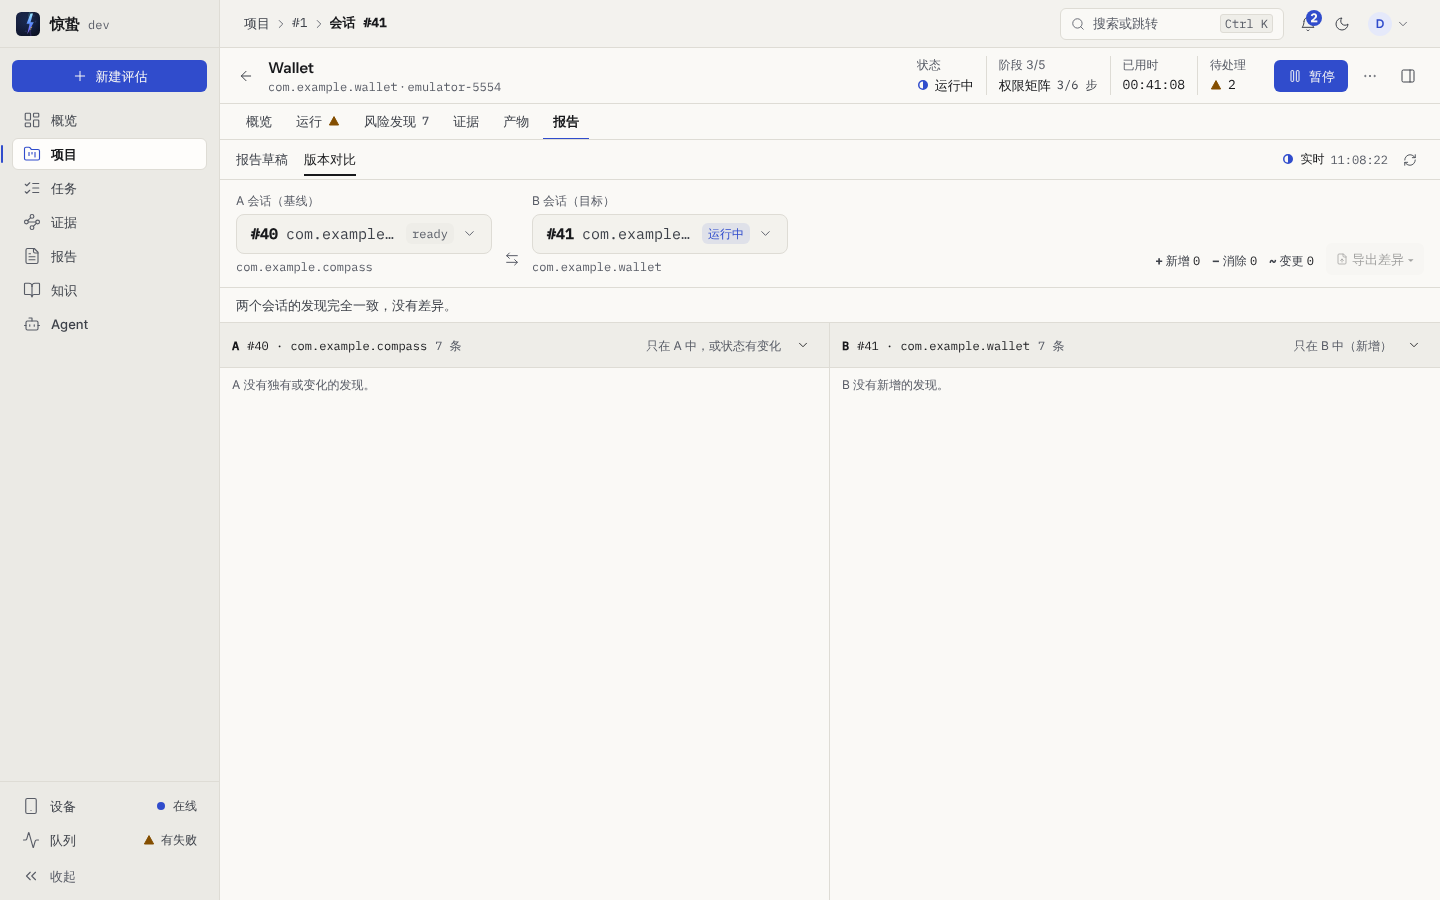 惊蛰 dev
项目 #1 会话 #41
搜索或跳转 Ctrl K
2
D
新建评估
概览
项目
任务
证据
报告
知识
Agent
设备 在线
队列 有失败
收起
Wallet
com.example.wallet · emulator-5554
状态
运行中
阶段 3/5
权限矩阵 3/6 步
已用时
00:41:08
待处理
2
暂停
概览 运行 风险发现 7 证据 产物 报告
报告草稿 版本对比
实时 11:08:22
A 会话（基线）
#40 com.example… ready
com.example.compass
B 会话（目标）
#41 com.example… 运行中
com.example.wallet
+ 新增 0 − 消除 0 ~ 变更 0
导出差异
两个会话的发现完全一致，没有差异。
A #40 · com.example.compass 7 条 只在 A 中，或状态有变化
A 没有独有或变化的发现。
B #41 · com.example.wallet 7 条 只在 B 中（新增）
B 没有新增的发现。